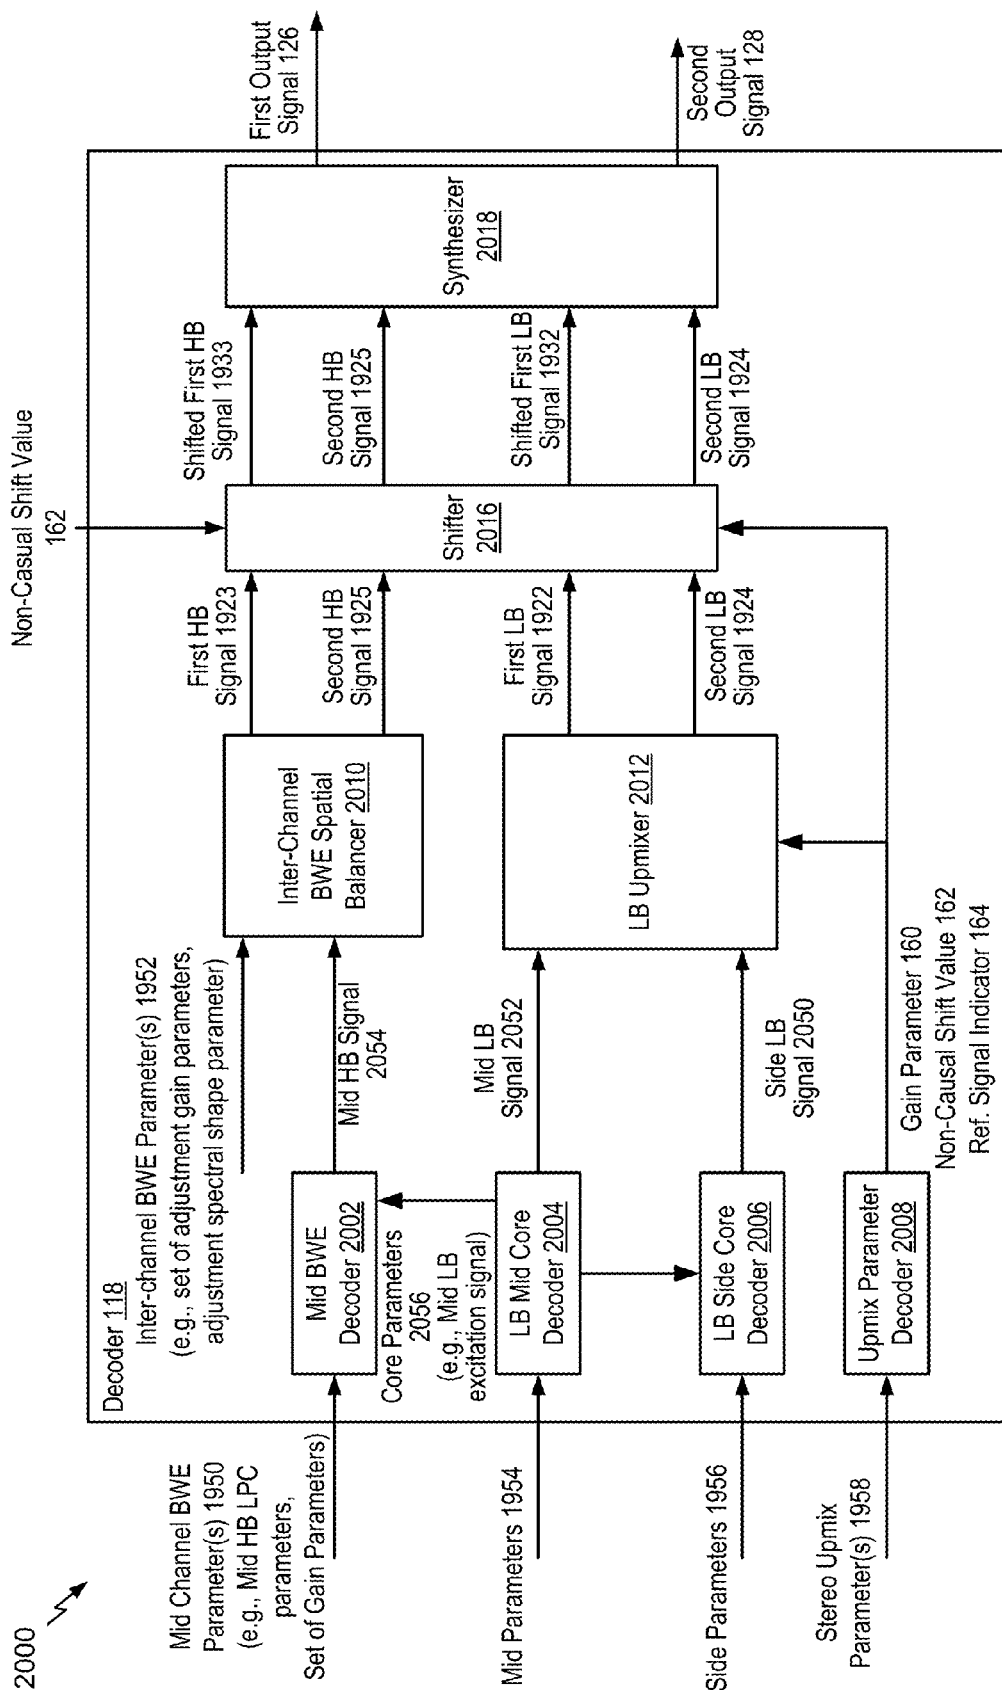 2000
Mid Channel BWE
Parameter(s) 1950
(e.g., Mid HB LPC
parameters,
Set of Gain Parameters)
Mid Parameters 1954
Side Parameters 1956
Stereo Upmix
Parameter(s) 1958
Decoder 118
Inter-channel BWE Parameter(s) 1952
(e.g., set of adjustment gain parameters,
adjustment spectral shape parameter)
Mid BWE
Decoder 2002
Core Parameters
2056
(e.g., Mid LB
excitation signal)
LB Mid Core
Decoder 2004
LB Side Core
Decoder 2006
Upmix Parameter
Decoder 2008
Mid HB Signal
2054
Mid LB
Signal 2052
Side LB
Signal 2050
Gain Parameter 160
Non-Causal Shift Value 162
Ref. Signal Indicator 164
Inter-Channel
BWE Spatial
Balancer 2010
LB Upmixer 2012
First HB
Signal 1923
Second HB
Signal 1925
First LB
Signal 1922
Second LB
Signal 1924
Non-Casual Shift Value
162
Shifter
2016
Shifted First HB
Signal 1933
Second HB
Signal 1925
Shifted First LB
Signal 1932
Second LB
Signal 1924
Synthesizer
2018
First Output
Signal 126
Second
Output
Signal 128